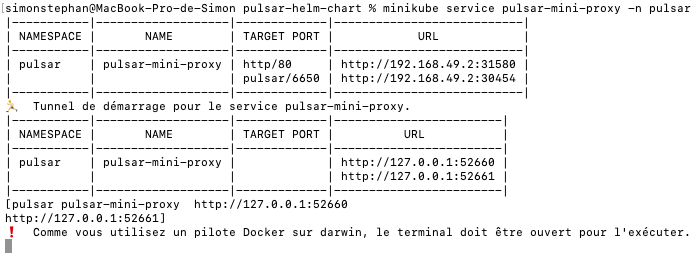 [simonstephan@MacBook-Pro-de-Simon pulsar-helm-chart % minikube service pulsar-mini-proxy -n pulsar
|-----------|-------------------|-------------|---------------------------|
| NAMESPACE | NAME | TARGET PORT | URL |
|-----------|-------------------|-------------|---------------------------|
| pulsar | pulsar-mini-proxy | http/80 | http://192.168.49.2:31580 |
| | | pulsar/6650 | http://192.168.49.2:30454 |
|-----------|-------------------|-------------|---------------------------|
🏃 Tunnel de démarrage pour le service pulsar-mini-proxy.
|-----------|-------------------|-------------|------------------------|
| NAMESPACE | NAME | TARGET PORT | URL |
|-----------|-------------------|-------------|------------------------|
| pulsar | pulsar-mini-proxy | | http://127.0.0.1:52660 |
| | | | http://127.0.0.1:52661 |
|-----------|-------------------|-------------|------------------------|
[pulsar pulsar-mini-proxy http://127.0.0.1:52660
http://127.0.0.1:52661]
❗ Comme vous utilisez un pilote Docker sur darwin, le terminal doit être ouvert pour l'exécuter.